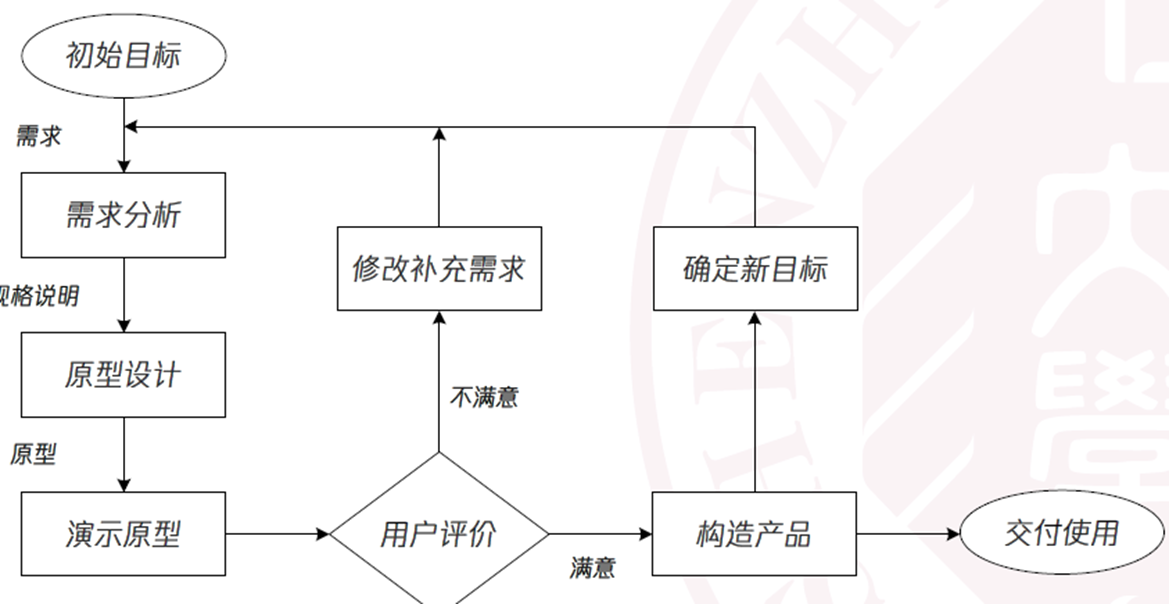 初始目标
需求
需求分析
规格说明
原型设计
原型
演示原型
用户评价
不满意
修改补充需求
满意
构造产品
确定新目标
交付使用
大
學